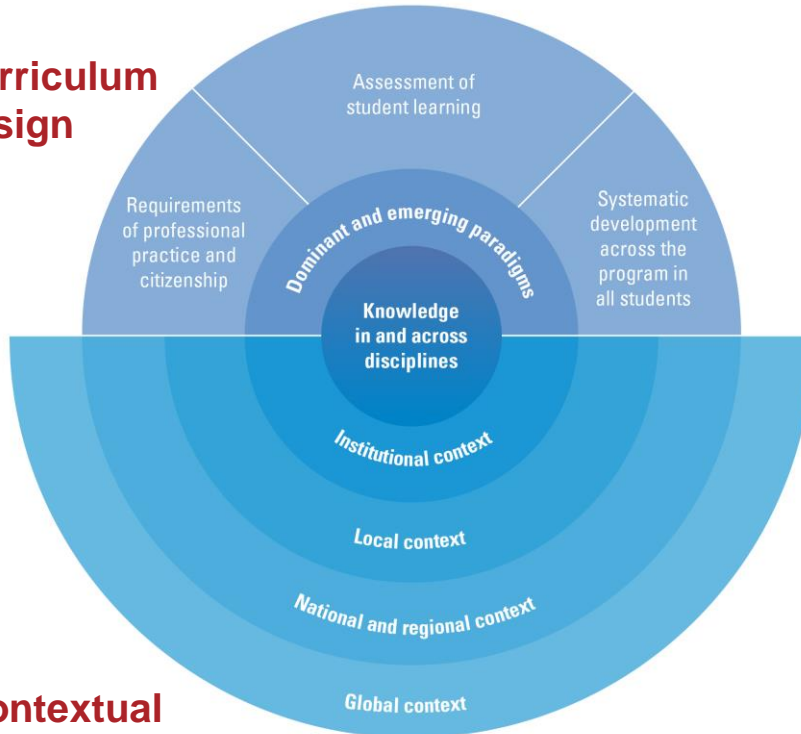 rriculum
sign
Assessment of
student learning
Requirements
of professional
practice and
citizenship
Systematic
development
across the
program in
all students
Dominant and emerging paradigms
Knowledge
in and across
disciplines
Institutional context
Local context
National and regional context
Global context
ontextual